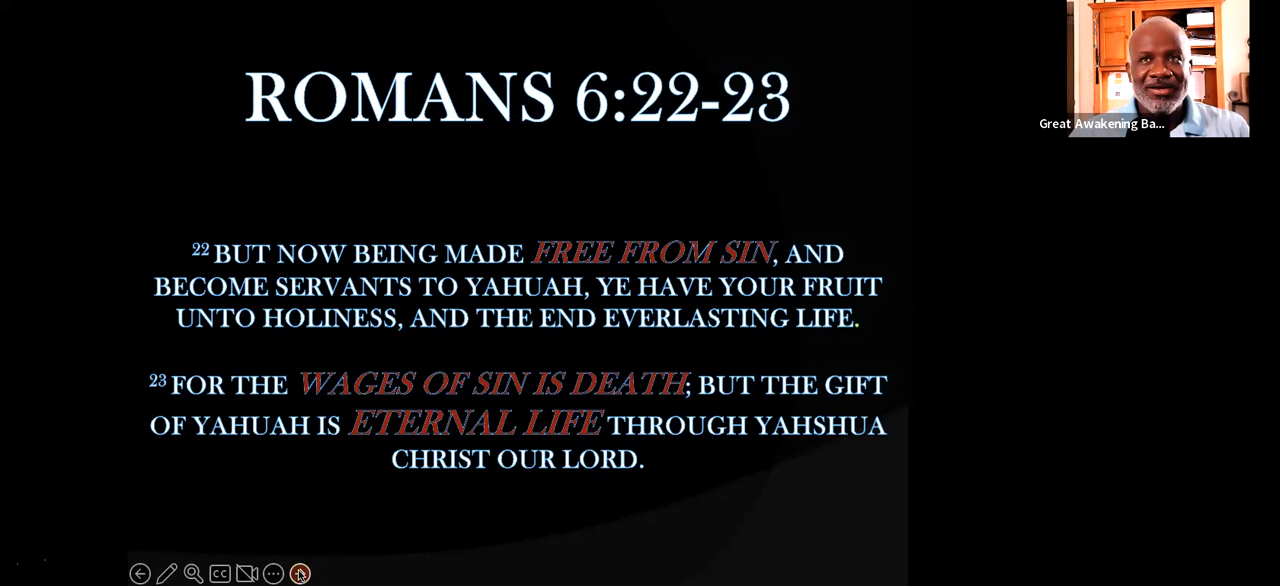 ROMANS 6:22-23
Great Awakening Ba...
22 BUT NOW BEING MADE FREE FROM SIN, AND
BECOME SERVANTS TO YAHUAH, YE HAVE YOUR FRUIT
UNTO HOLINESS, AND THE END EVERLASTING LIFE.
23 FOR THE WAGES OF SIN IS DEATH; BUT THE GIFT
OF YAHUAH IS ETERNAL LIFE THROUGH YAHSHUA
CHRIST OUR LORD.
CC